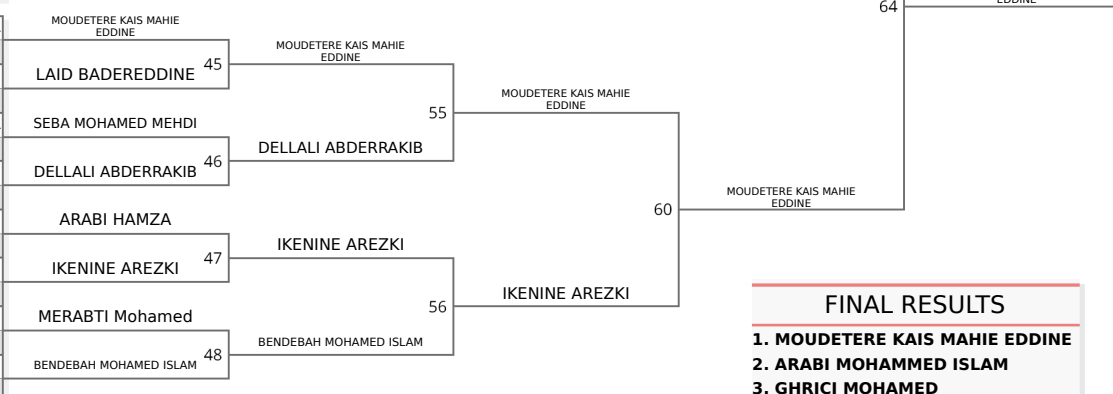 64
EDDINE
MOUDETERE KAIS MAHIE
EDDINE
45
LAID BADEREDDINE
MOUDETERE KAIS MAHIE
EDDINE
55
MOUDETERE KAIS MAHIE
EDDINE
SEBA MOHAMED MEHDI
46
DELLALI ABDERRAKIB
DELLALI ABDERRAKIB
60
MOUDETERE KAIS MAHIE
EDDINE
ARABI HAMZA
47
IKENINE AREZKI
IKENINE AREZKI
56
IKENINE AREZKI
MERABTI Mohamed
48
BENDEBAH MOHAMED ISLAM
BENDEBAH MOHAMED ISLAM
FINAL RESULTS
1. MOUDETERE KAIS MAHIE EDDINE
2. ARABI MOHAMMED ISLAM
3. GHRICI MOHAMED